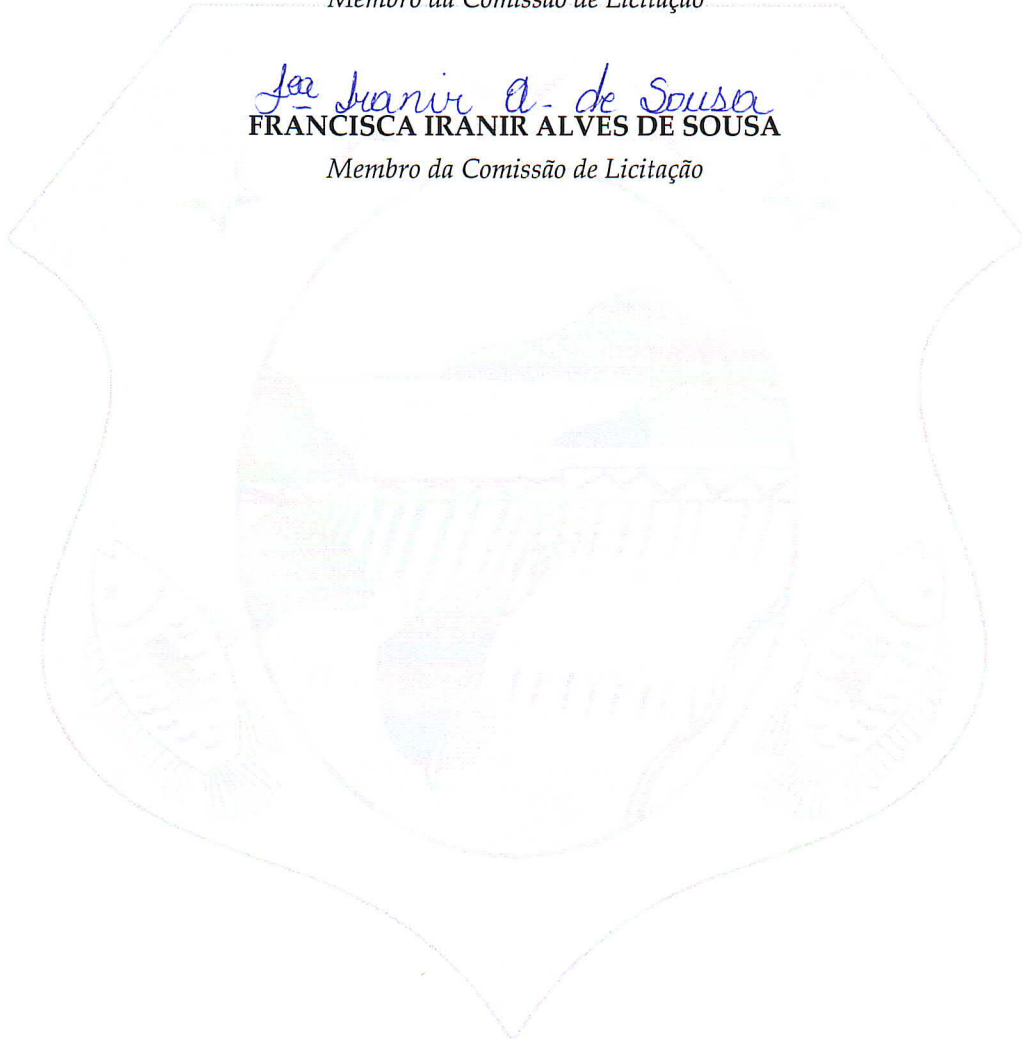 Membro da Comissão de Licitação
Fca Iranir A. de Sousa
FRANCISCA IRANIR ALVES DE SOUSA
Membro da Comissão de Licitação